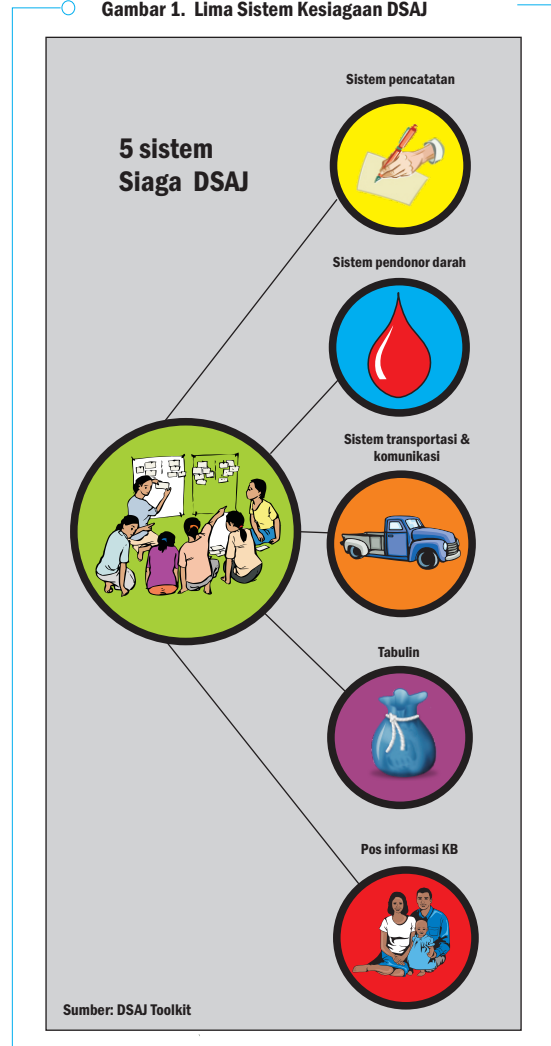 Gambar 1. Lima Sistem Kesiagaan DSAJ
5 sistem
Siaga DSAJ
Sistem pencatatan
Sistem pendonor darah
Sistem transportasi &
komunikasi
Tabulin
Pos informasi KB
Sumber: DSAJ Toolkit